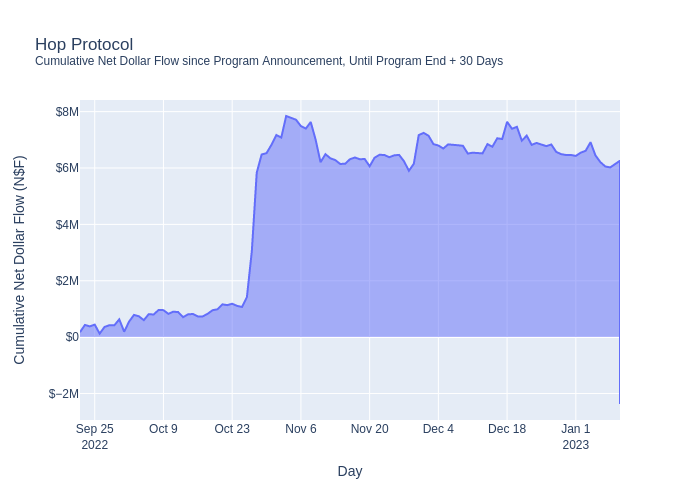 Hop Protocol
Cumulative Net Dollar Flow since Program Announcement, Until Program End + 30 Days
$8M
$6M
$4M
$2M
$0
$−2M
Cumulative Net Dollar Flow (N$F)
Sep 25 Oct 9 Oct 23 Nov 6 Nov 20 Dec 4 Dec 18 Jan 1
2022 2023
Day